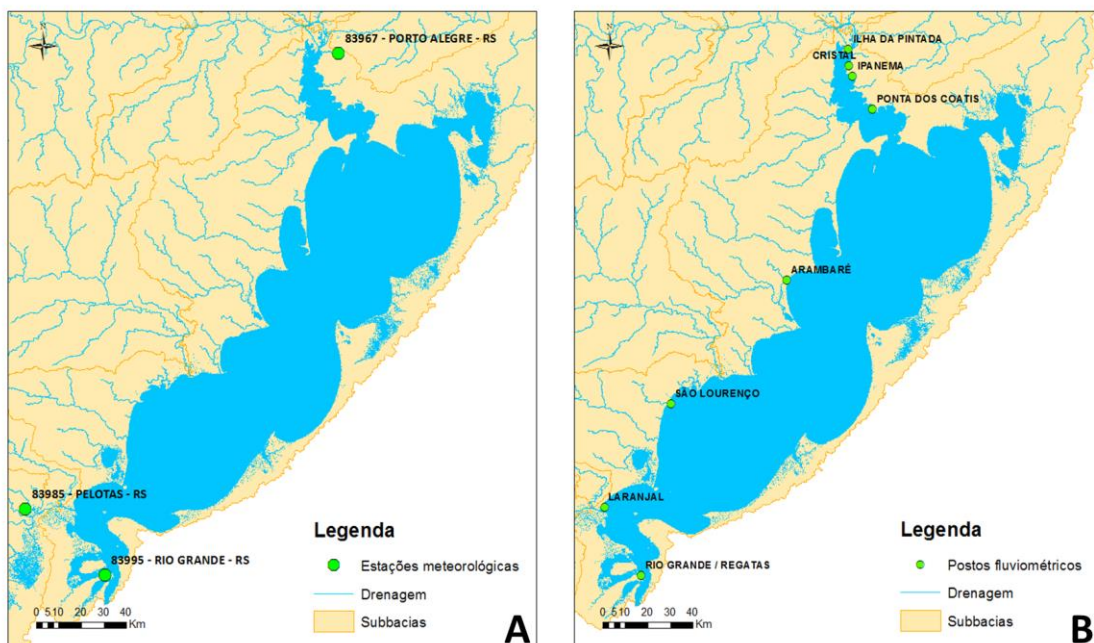 N
83967 - PORTO ALEGRE - RS
83985 - PELOTAS - RS
83995 - RIO GRANDE - RS
Legenda
Estações meteorológicas
Drenagem
Subbacias
0 5 10 20 30 40
Km
A
N
ILHA DA PINTADA
CRISTAL
IPANEMA
PONTA DOS COATIS
ARAMBARÉ
SÃO LOURENÇO
LARANJAL
RIO GRANDE / REGATAS
Legenda
Postos fluviométricos
Drenagem
Subbacias
0 5 10 20 30 40
Km
B